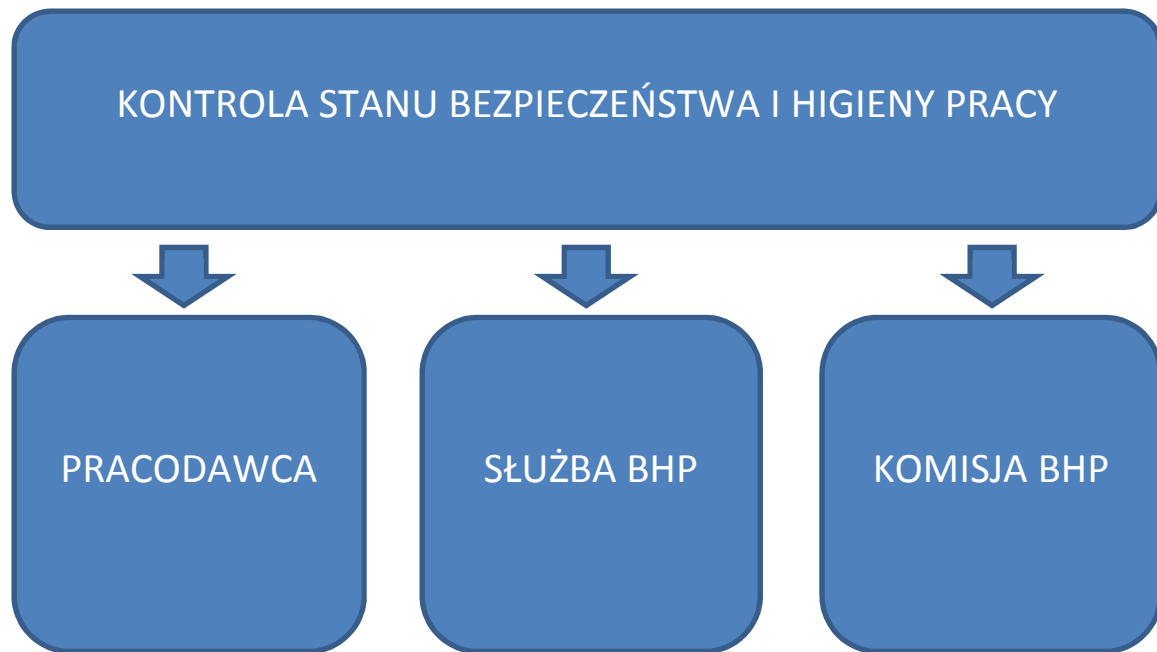 KONTROLA STANU BEZPIECZEŃSTWA I HIGIENY PRACY
PRACODAWCA
SŁUŻBA BHP
KOMISJA BHP